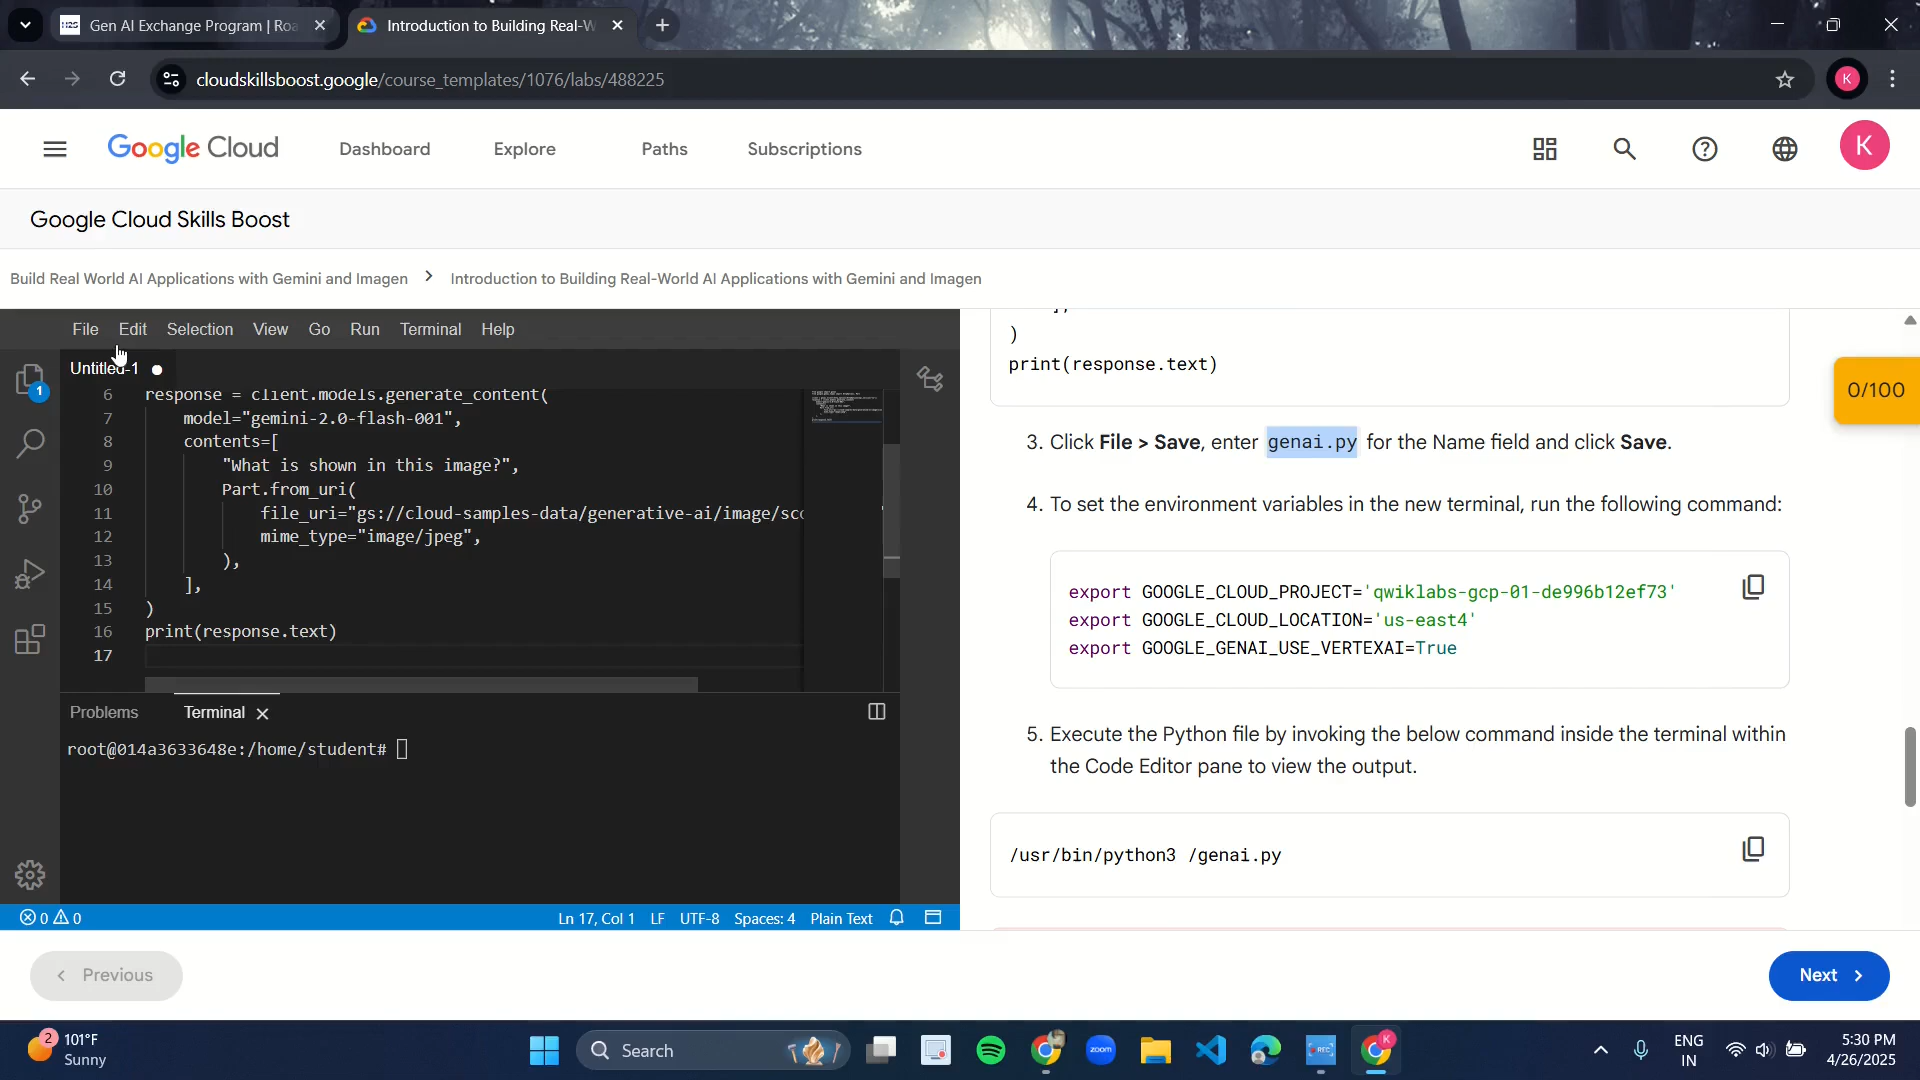 Gen AI Exchange Program | Roa
Introduction to Building Real-W
cloudskillsboost.google/course_templates/1076/labs/488225
K
Google Cloud
Dashboard
Explore
Paths
Subscriptions
K
Google Cloud Skills Boost
Build Real World AI Applications with Gemini and Imagen
Introduction to Building Real-World AI Applications with Gemini and Imagen
File Edit Selection View Go Run Terminal Help
Untitled-1
1
6 response = client.models.generate_content(
7 model="gemini-2.0-flash-001",
8 contents=[
9 "What is shown in this image?",
10 Part.from_uri(
11 file_uri="gs://cloud-samples-data/generative-ai/image/sco
12 mime_type="image/jpeg",
13 ),
14 ],
15 )
16 print(response.text)
17
Problems Terminal
root@014a3633648e:/home/student#
0 0
Ln 17, Col 1 LF UTF-8 Spaces: 4 Plain Text
)
print(response.text)
0/100
3. Click File > Save, enter genai.py for the Name field and click Save.
4. To set the environment variables in the new terminal, run the following command:
export GOOGLE_CLOUD_PROJECT='qwiklabs-gcp-01-de996b12ef73'
export GOOGLE_CLOUD_LOCATION='us-east4'
export GOOGLE_GENAI_USE_VERTEXAI=True
5. Execute the Python file by invoking the below command inside the terminal within
the Code Editor pane to view the output.
/usr/bin/python3 /genai.py
Previous
Next
2
101°F
Sunny
Search
zoom
REC
K
ENG
IN
5:30 PM
4/26/2025